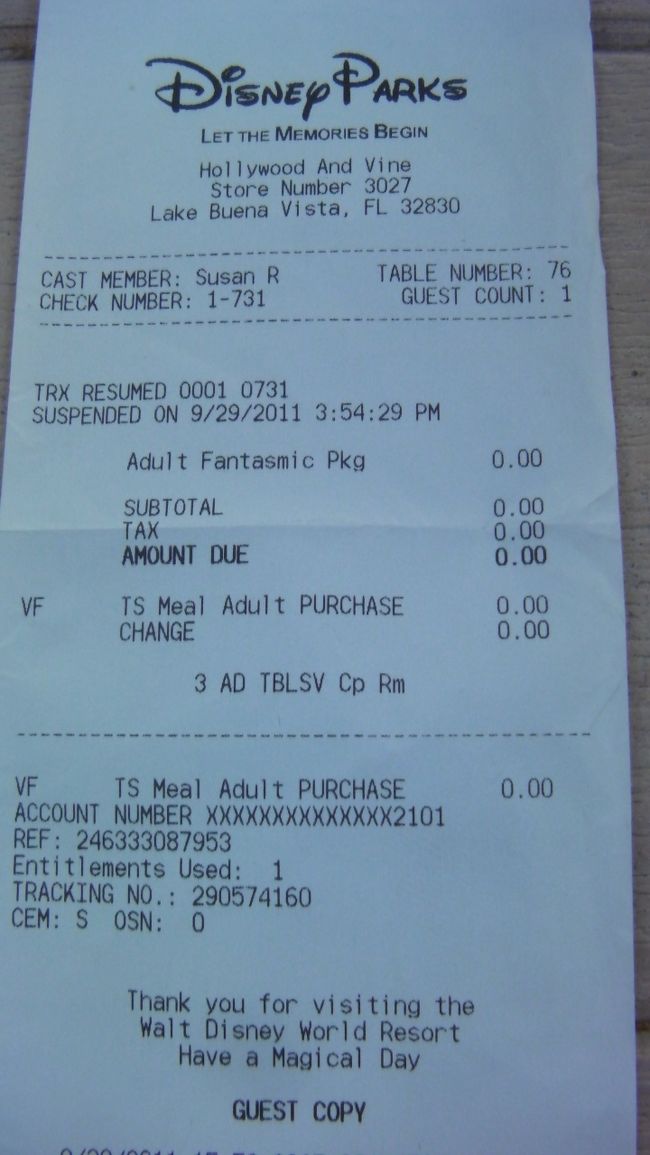 Disney Parks
Let the Memories Begin
Hollywood And Vine
Store Number 3027
Lake Buena Vista, FL 32830
CAST MEMBER: Susan R TABLE NUMBER: 76
CHECK NUMBER: 1-731 GUEST COUNT: 1
TRX RESUMED 0001 0731
SUSPENDED ON 9/29/2011 3:54:29 PM
Adult Fantasmic Pkg 0.00
SUBTOTAL 0.00
TAX 0.00
AMOUNT DUE 0.00
VF TS Meal Adult PURCHASE 0.00
CHANGE 0.00
3 AD TBLSV Cp Rm
VF TS Meal Adult PURCHASE 0.00
ACCOUNT NUMBER XXXXXXXXXXXXXX2101
REF: 246333087953
Entitlements Used: 1
TRACKING NO.: 290574160
CEM: S OSN: 0
Thank you for visiting the
Walt Disney World Resort
Have a Magical Day
GUEST COPY